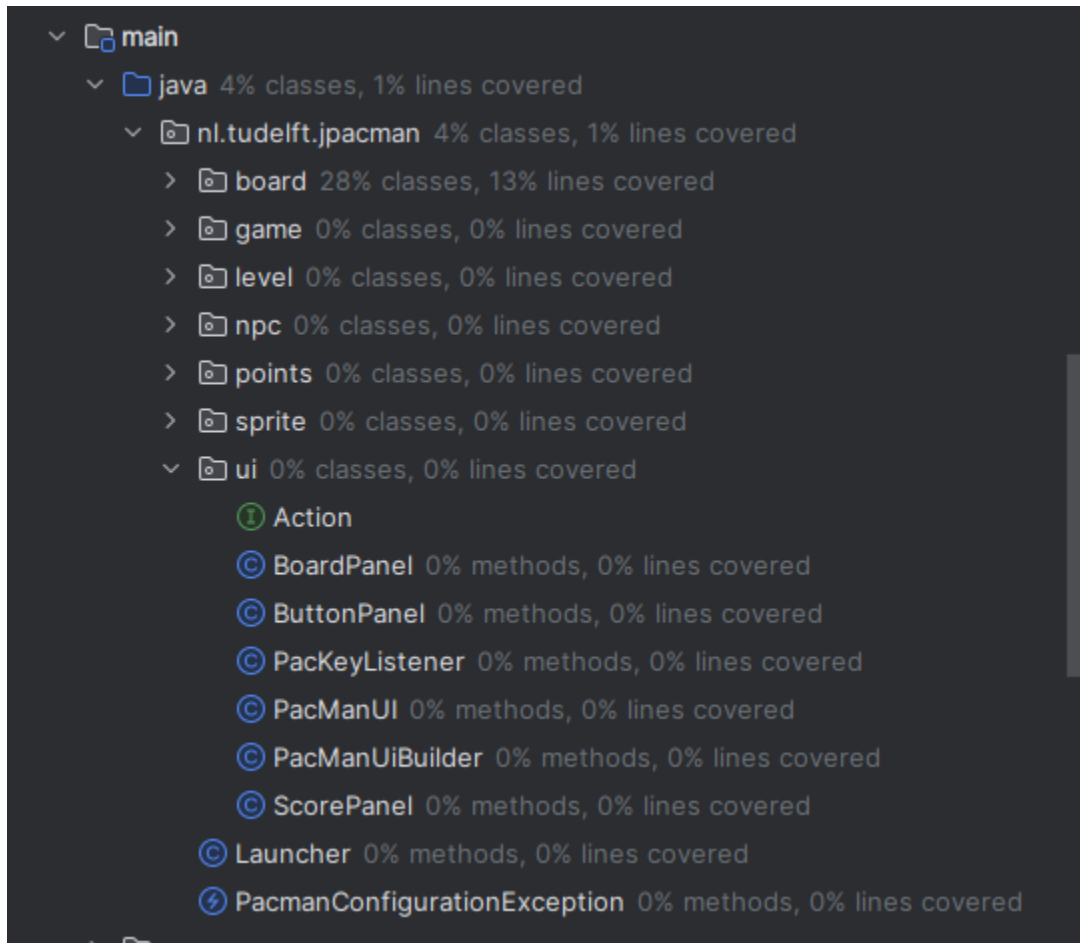 main
java 4% classes, 1% lines covered
nl.tudelft.jpacman 4% classes, 1% lines covered
board 28% classes, 13% lines covered
game 0% classes, 0% lines covered
level 0% classes, 0% lines covered
npc 0% classes, 0% lines covered
points 0% classes, 0% lines covered
sprite 0% classes, 0% lines covered
ui 0% classes, 0% lines covered
I Action
C BoardPanel 0% methods, 0% lines covered
C ButtonPanel 0% methods, 0% lines covered
C PacKeyListener 0% methods, 0% lines covered
C PacManUI 0% methods, 0% lines covered
C PacManUiBuilder 0% methods, 0% lines covered
C ScorePanel 0% methods, 0% lines covered
C Launcher 0% methods, 0% lines covered
PacmanConfigurationException 0% methods, 0% lines covered